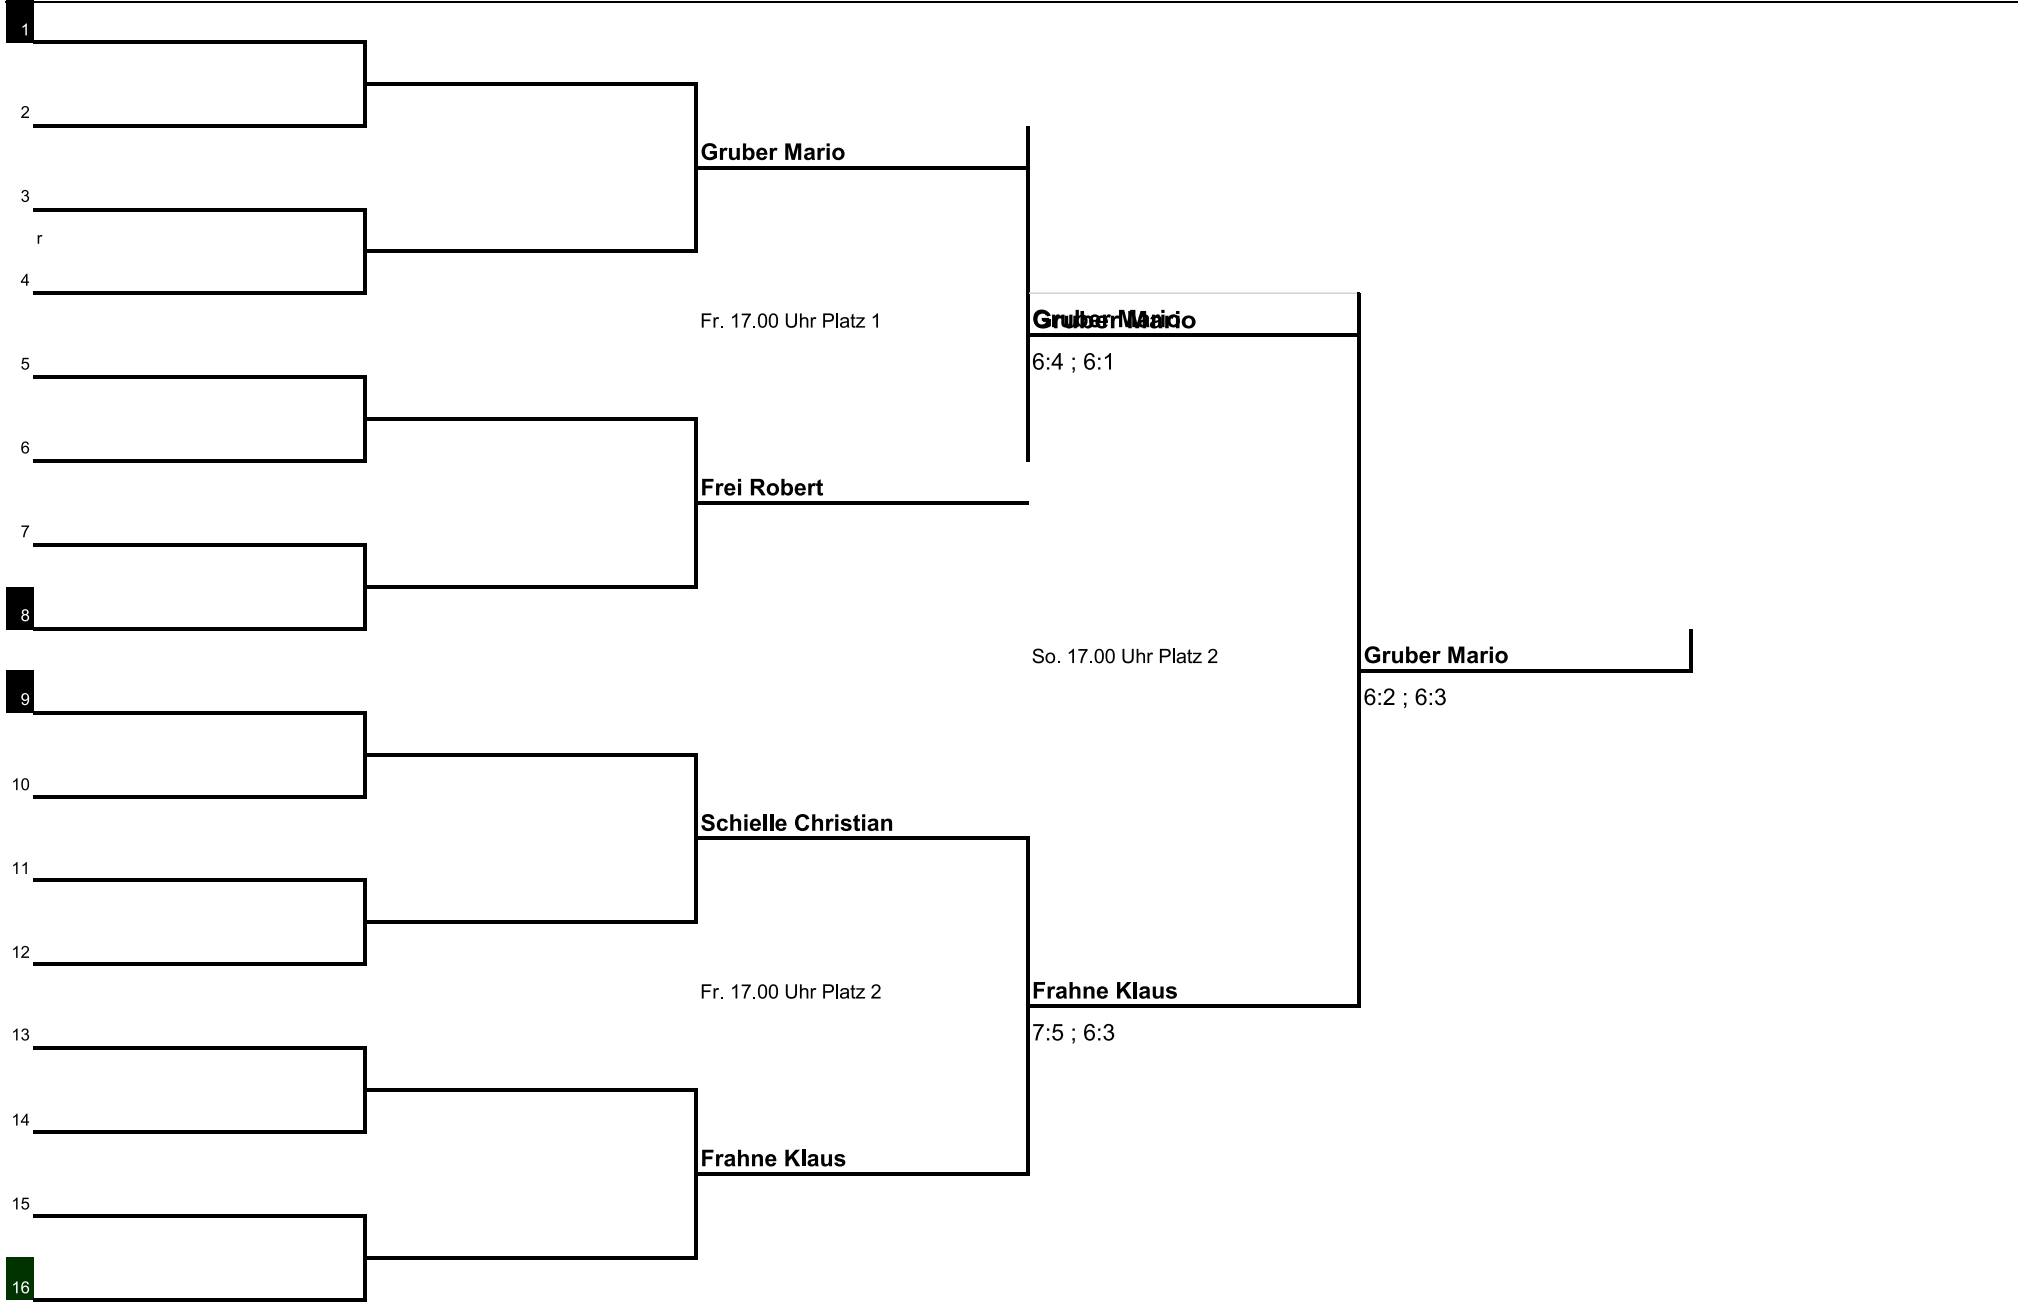 1
2
Gruber Mario
3
r
4
Fr. 17.00 Uhr Platz 1
Gruber Mario
6:4 ; 6:1
5
6
Frei Robert
7
8
So. 17.00 Uhr Platz 2
Gruber Mario
6:2 ; 6:3
9
10
Schielle Christian
11
12
Fr. 17.00 Uhr Platz 2
Frahne Klaus
7:5 ; 6:3
13
14
Frahne Klaus
15
16